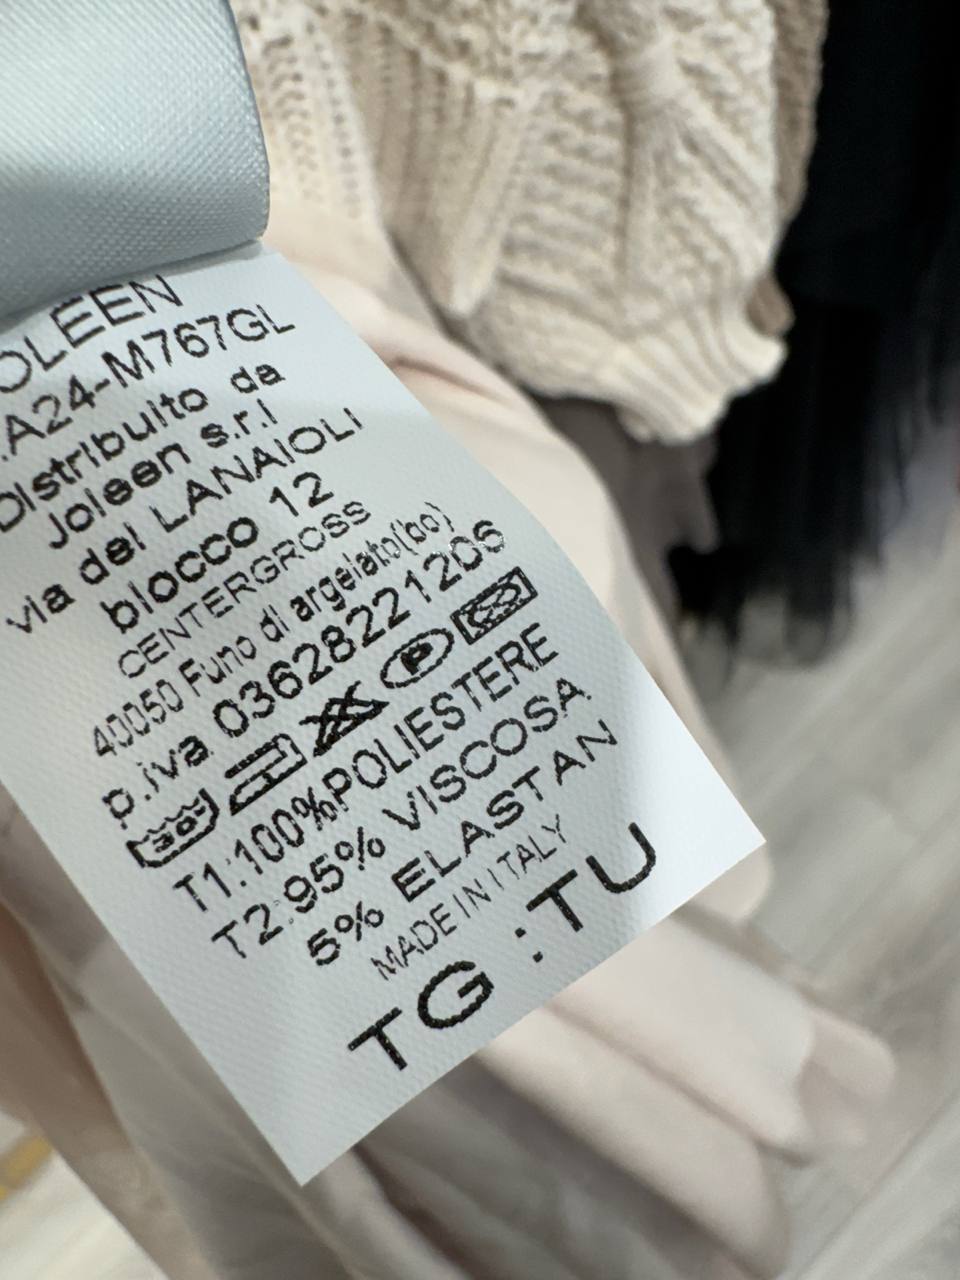 OLEEN
.A24-M767GL
Distribuito da
Joleen s.r.l
via del LANAIOLI
blocco 12
CENTERGROSS
40050 Funo di argelato(bo)
p.iva 03628221206
30 P
T1:100%POLIESTERE
T2:95% VISCOSA
5% ELASTAN
MADE IN ITALY
TG :TU